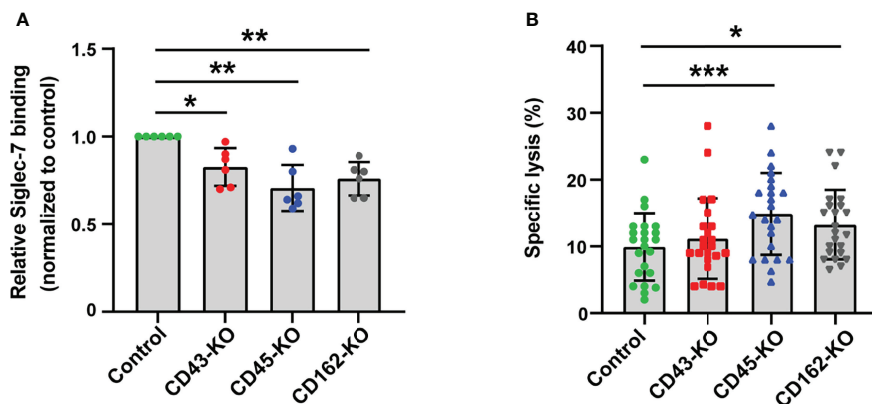 A
Relative Siglec-7 binding
(normalized to control)
1.5
1.0
0.5
0
**
**
*
Control
CD43-KO
CD45-KO
CD162-KO
B
Specific lysis (%)
40
30
20
10
0
*
***
Control
CD43-KO
CD45-KO
CD162-KO